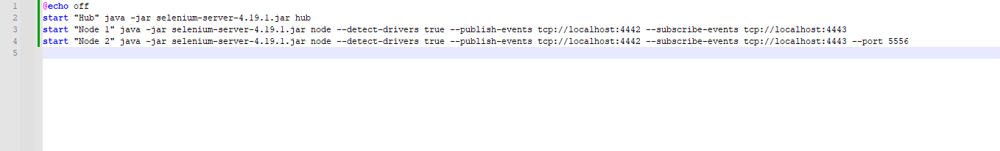 1 @echo off
2 start "Hub" java -jar selenium-server-4.19.1.jar hub
3 start "Node 1" java -jar selenium-server-4.19.1.jar node --detect-drivers true --publish-events tcp://localhost:4442 --subscribe-events tcp://localhost:4443
4 start "Node 2" java -jar selenium-server-4.19.1.jar node --detect-drivers true --publish-events tcp://localhost:4442 --subscribe-events tcp://localhost:4443 --port 5556
5